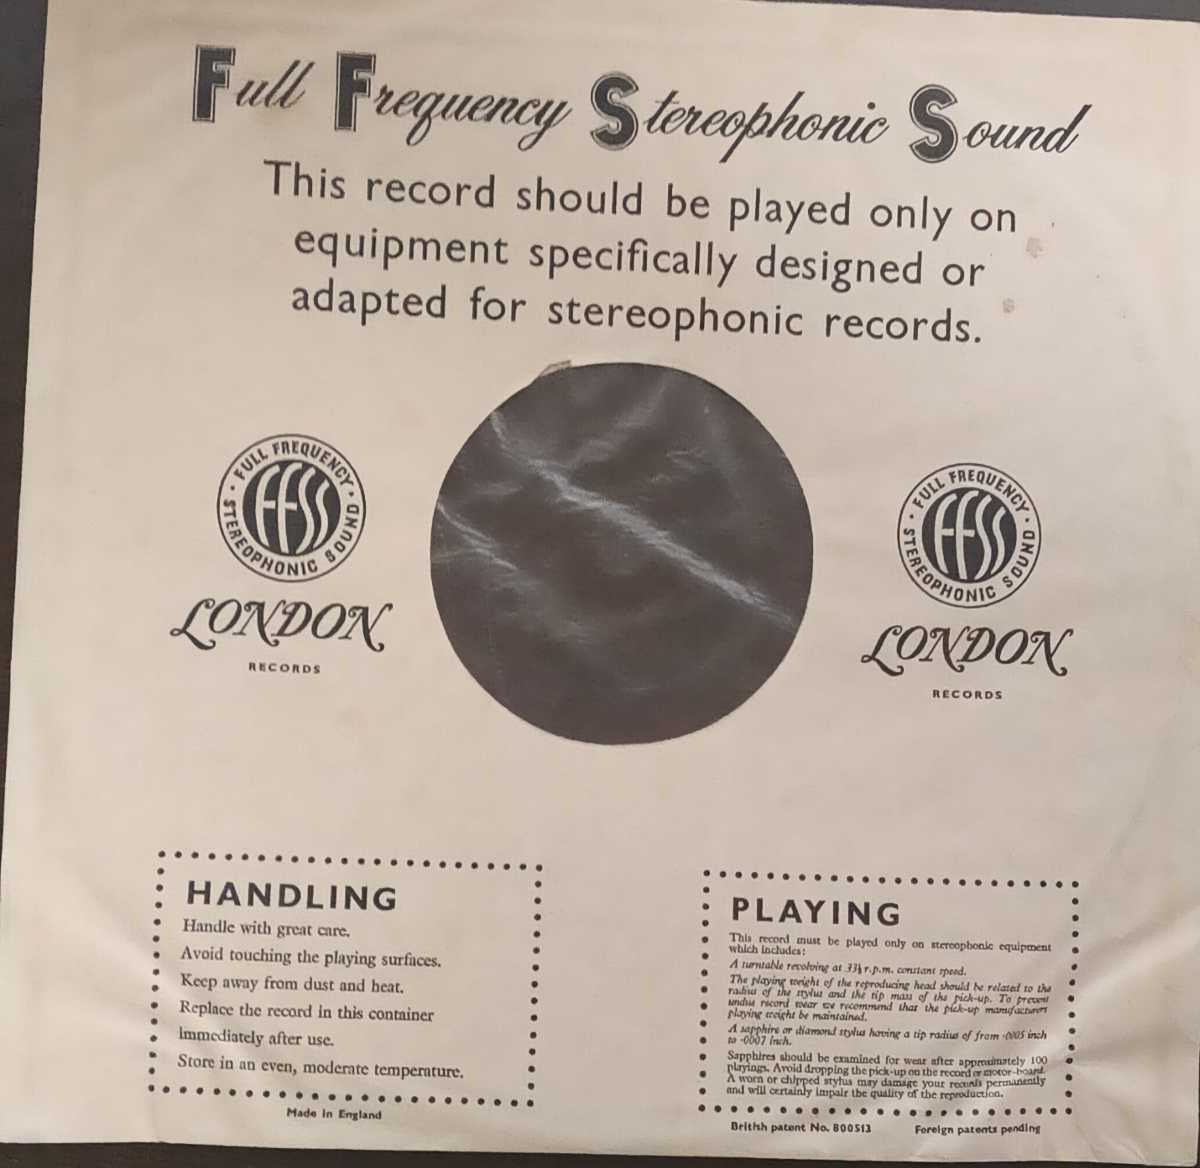 Full Frequency Stereophonic Sound
This record should be played only on
equipment specifically designed or
adapted for stereophonic records.
· FULL FREQUENCY ·
STEREOPHONIC SOUND
FFSS
LONDON
RECORDS
· FULL FREQUENCY ·
STEREOPHONIC SOUND
FFSS
LONDON
RECORDS
HANDLING
Handle with great care.
Avoid touching the playing surfaces.
Keep away from dust and heat.
Replace the record in this container
immediately after use.
Store in an even, moderate temperature.
Made in England
PLAYING
This record must be played only on stereophonic equipment
which includes:
A turntable revolving at 33⅓ r.p.m. constant speed.
The playing weight of the reproducing head should be related to the
radius of the stylus and the tip mass of the pick-up. To prevent
undue record wear we recommend that the pick-up manufacturers
playing weight be maintained.
A sapphire or diamond stylus having a tip radius of from ·0005 inch
to ·0007 inch.
Sapphires should be examined for wear after approximately 100
playings. Avoid dropping the pick-up on the record or motor-board.
A worn or chipped stylus may damage your records permanently
and will certainly impair the quality of the reproduction.
British patent No. 800513
Foreign patents pending